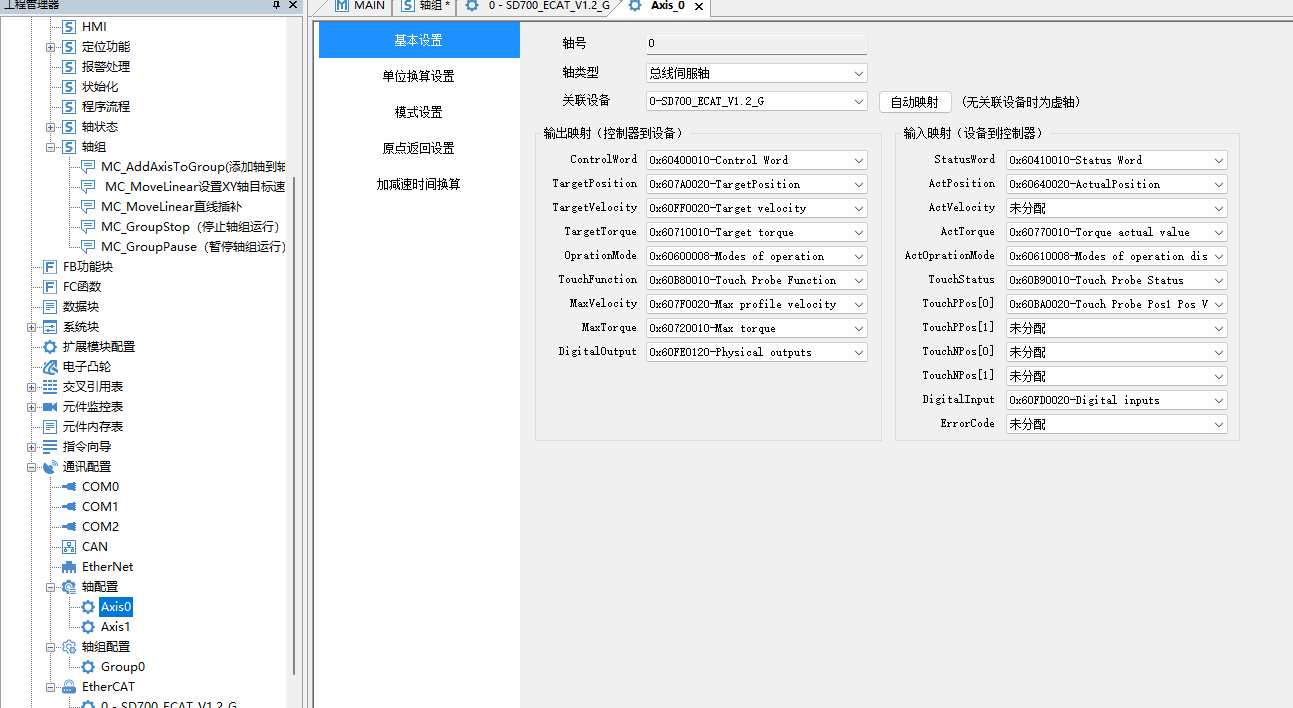 工程管理器
HMI
定位功能
报警处理
状始化
程序流程
轴状态
轴组
MC_AddAxisToGroup(添加轴到轴
MC_MoveLinear设置XY轴目标速
MC_MoveLinear直线插补
MC_GroupStop（停止轴组运行）
MC_GroupPause（暂停轴组运行）
FB功能块
FC函数
数据块
系统块
扩展模块配置
电子凸轮
交叉引用表
元件监控表
元件内存表
指令向导
通讯配置
COM0
COM1
COM2
CAN
EtherNet
轴配置
Axis0
Axis1
轴组配置
Group0
EtherCAT
0 - SD700_ECAT_V1.2_G
MAIN 轴组 * 0 - SD700_ECAT_V1.2_G Axis_0
基本设置
单位换算设置
模式设置
原点返回设置
加减速时间换算
轴号 0
轴类型 总线伺服轴
关联设备 0-SD700_ECAT_V1.2_G 自动映射 (无关联设备时为虚轴)
输出映射（控制器到设备）
ControlWord 0x60400010-Control Word
TargetPosition 0x607A0020-TargetPosition
TargetVelocity 0x60FF0020-Target velocity
TargetTorque 0x60710010-Target torque
OprationMode 0x60600008-Modes of operation
TouchFunction 0x60B80010-Touch Probe Function
MaxVelocity 0x607F0020-Max profile velocity
MaxTorque 0x60720010-Max torque
DigitalOutput 0x60FE0120-Physical outputs
输入映射（设备到控制器）
StatusWord 0x60410010-Status Word
ActPosition 0x60640020-ActualPosition
ActVelocity 未分配
ActTorque 0x60770010-Torque actual value
ActOprationMode 0x60610008-Modes of operation dis
TouchStatus 0x60B90010-Touch Probe Status
TouchPPos[0] 0x60BA0020-Touch Probe Pos1 Pos V
TouchPPos[1] 未分配
TouchNPos[0] 未分配
TouchNPos[1] 未分配
DigitalInput 0x60FD0020-Digital inputs
ErrorCode 未分配